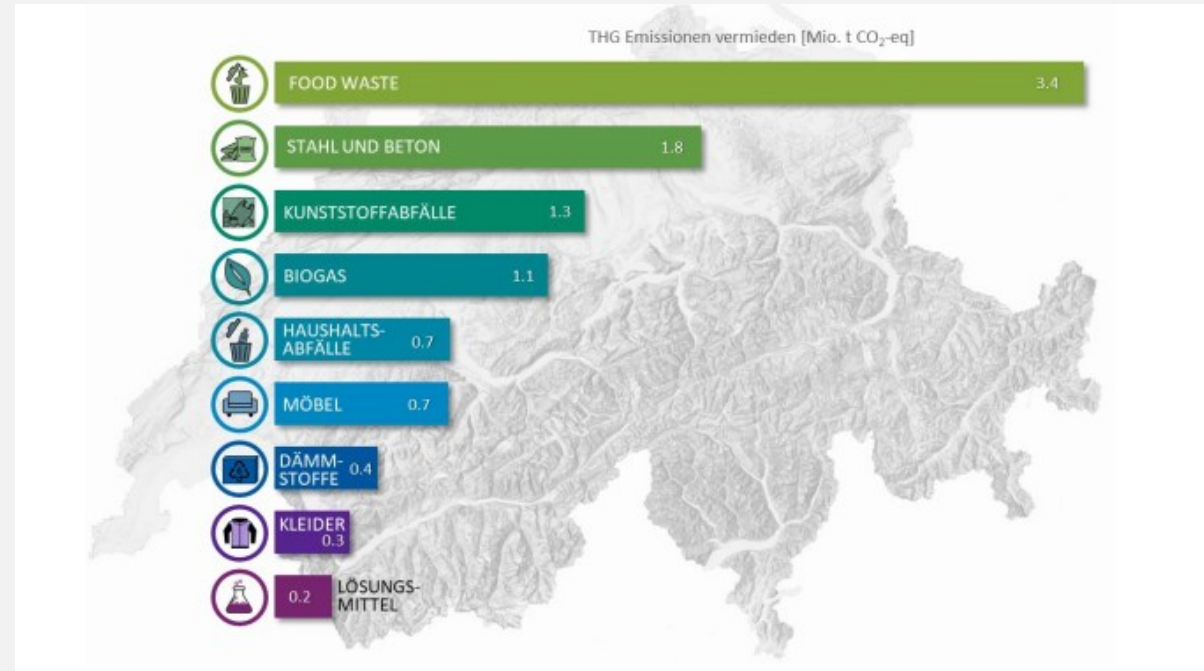 THG Emissionen vermieden [Mio. t CO₂-eq]
FOOD WASTE 3.4
STAHL UND BETON 1.8
KUNSTSTOFFABFÄLLE 1.3
BIOGAS 1.1
HAUSHALTS-
ABFÄLLE 0.7
MÖBEL 0.7
DÄMM-
STOFFE 0.4
KLEIDER
0.3
0.2 LÖSUNGS-
MITTEL